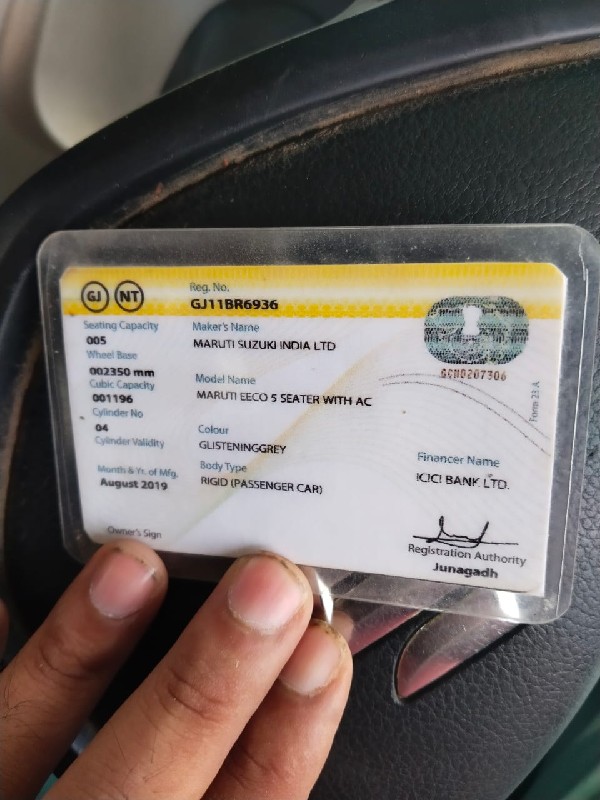 GJ NT
Reg. No.
GJ11BR6936
Seating Capacity
005
Wheel Base
002350 mm
Cubic Capacity
001196
Cylinder No
04
Cylinder Validity
Month & Yr. of Mfg.
August 2019
Owner's Sign
Maker's Name
MARUTI SUZUKI INDIA LTD
Model Name
MARUTI EECO 5 SEATER WITH AC
Colour
GLISTENINGGREY
Body Type
RIGID (PASSENGER CAR)
Form 23 A
Financer Name
ICICI BANK LTD.
Registration Authority
Junagadh